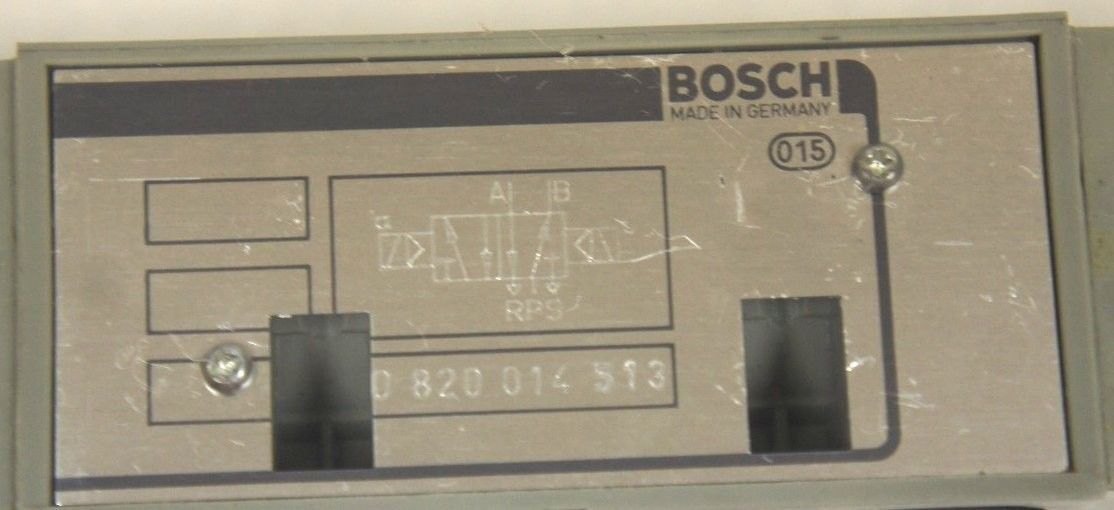 BOSCH
MADE IN GERMANY
015
A B
RPS
0 820 014 513